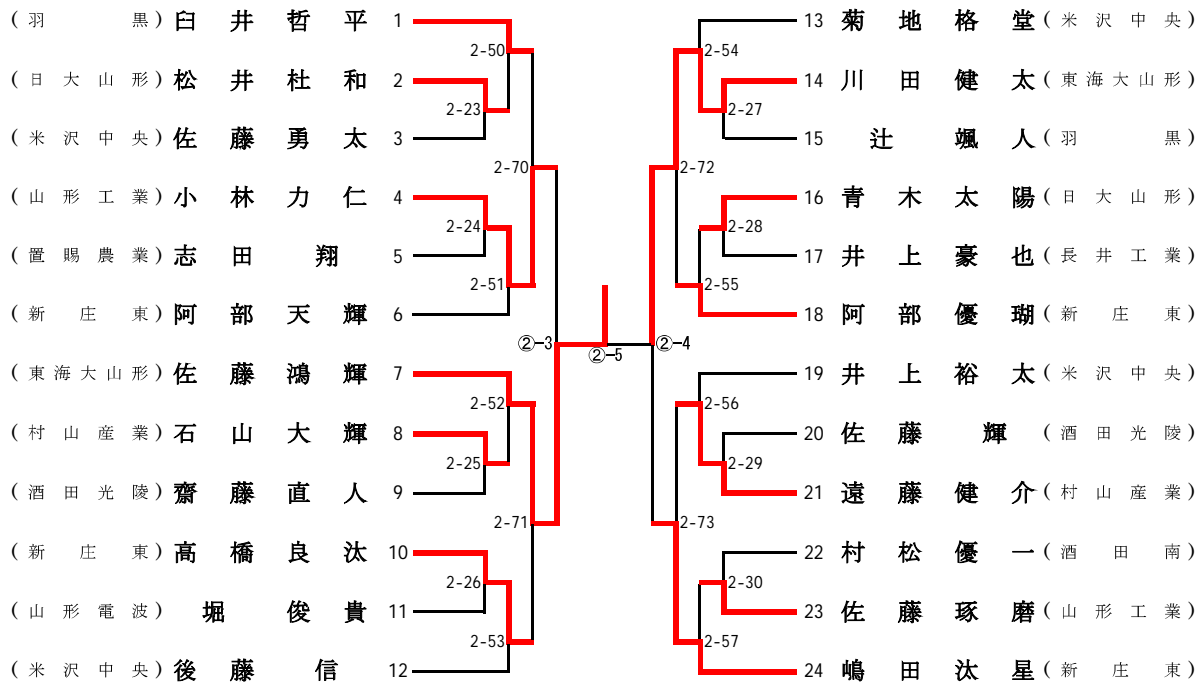 (羽黒) 臼井哲平 1 13 菊地格堂 (米沢中央)
2-50 2-54
(日大山形) 松井杜和 2 14 川田健太 (東海大山形)
2-23 2-27
(米沢中央) 佐藤勇太 3 15 辻颯人 (羽黒)
2-70 2-72
(山形工業) 小林力仁 4 16 青木太陽 (日大山形)
2-24 2-28
(置賜農業) 志田翔 5 17 井上豪也 (長井工業)
2-51 2-55
(新庄東) 阿部天輝 6 18 阿部優瑚 (新庄東)
②-3 ②-5 ②-4
(東海大山形) 佐藤鴻輝 7 19 井上裕太 (米沢中央)
2-52 2-56
(村山産業) 石山大輝 8 20 佐藤輝 (酒田光陵)
2-25 2-29
(酒田光陵) 齋藤直人 9 21 遠藤健介 (村山産業)
2-71 2-73
(新庄東) 高橋良汰 10 22 村松優一 (酒田南)
2-26 2-30
(山形電波) 堀俊貴 11 23 佐藤琢磨 (山形工業)
2-53 2-57
(米沢中央) 後藤信 12 24 嶋田汰星 (新庄東)